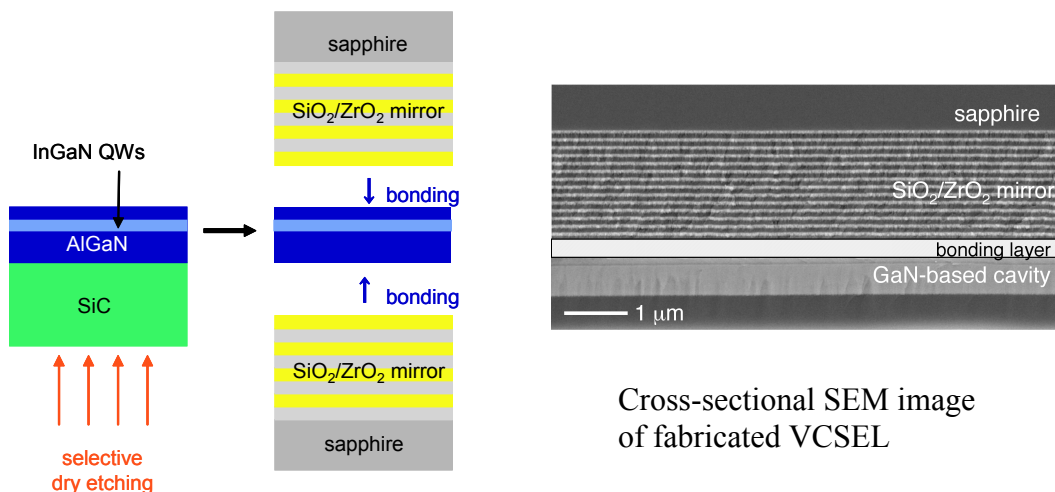 InGaN QWs
AlGaN
SiC
selective
dry etching
sapphire
SiO₂/ZrO₂ mirror
bonding
bonding
SiO₂/ZrO₂ mirror
sapphire
sapphire
SiO₂/ZrO₂ mirror
bonding layer
GaN-based cavity
1 μm
Cross-sectional SEM image
of fabricated VCSEL